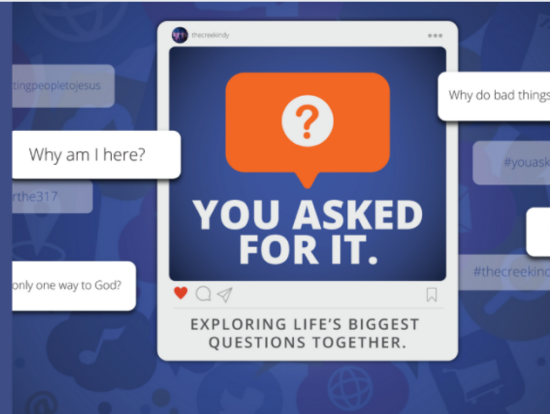 thecreekindy
tingpeopletojesus
Why do bad things
Why am I here?
#youask
rthe317
YOU ASKED
FOR IT.
only one way to God?
#thecreekind
EXPLORING LIFE'S BIGGEST
QUESTIONS TOGETHER.